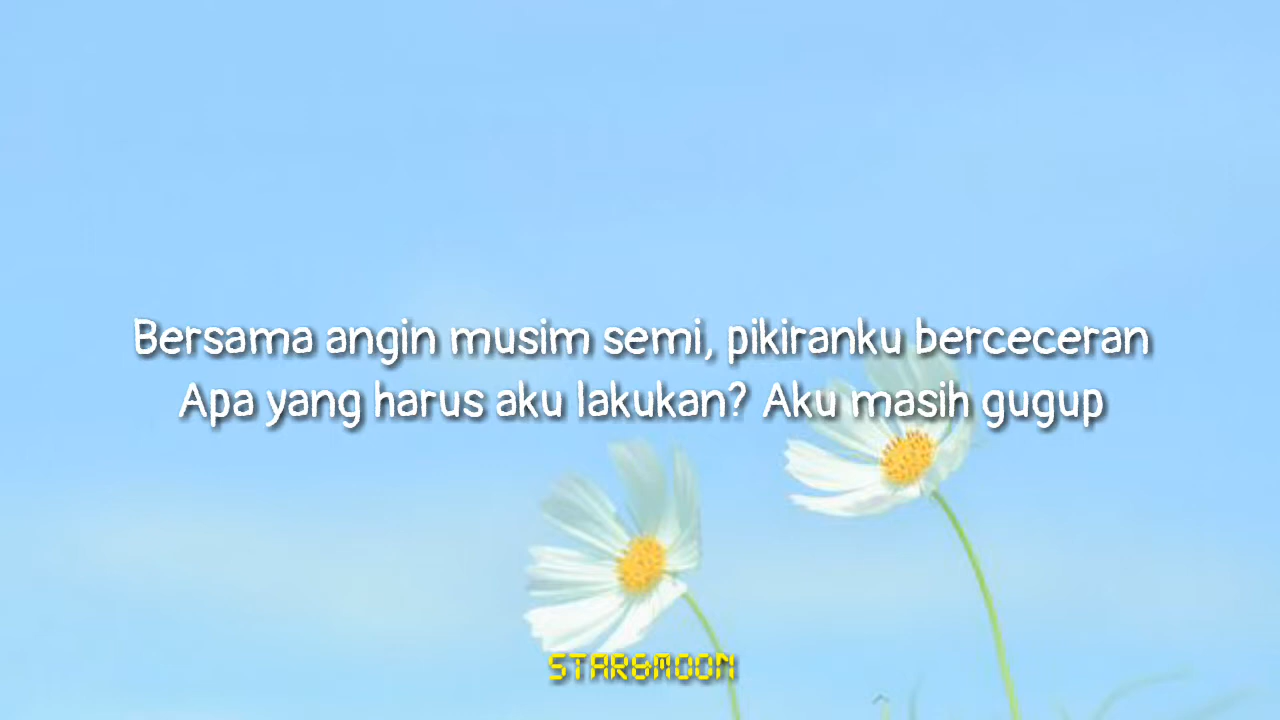 Bersama angin musim semi, pikiranku berceceran
Apa yang harus aku lakukan? Aku masih gugup
STAR&MOON